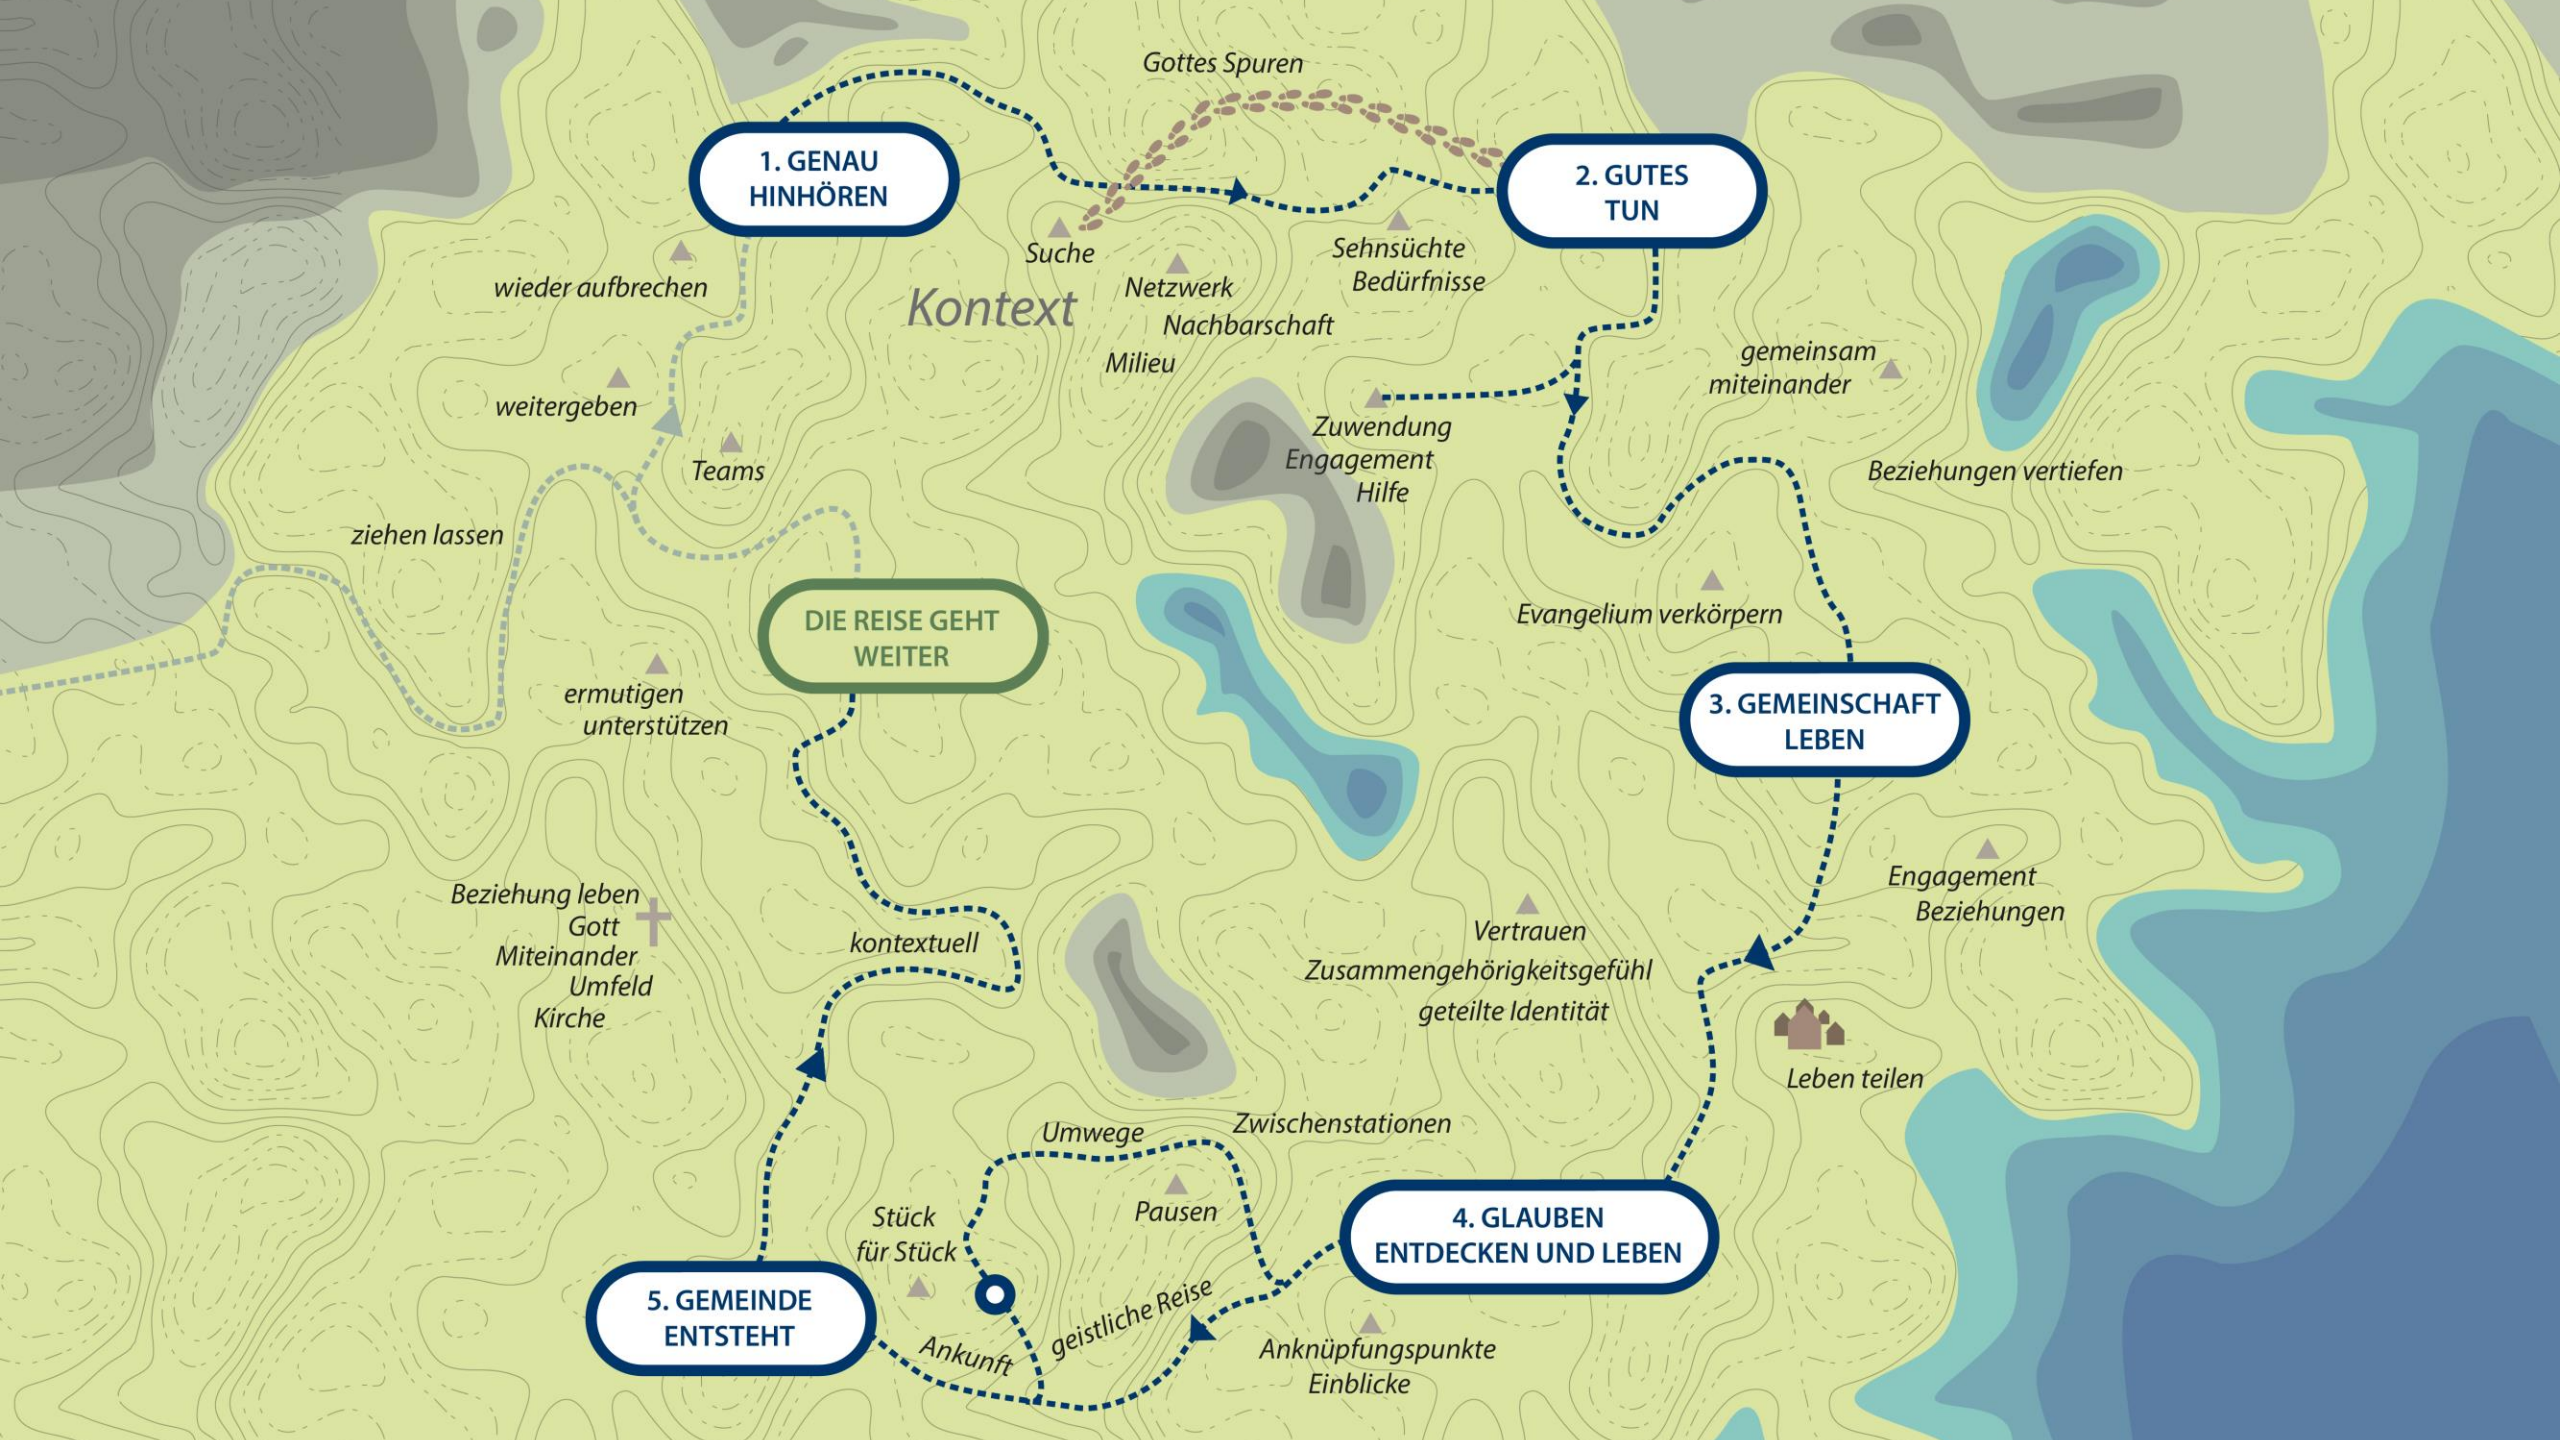 Gottes Spuren
1. GENAU
HINHÖREN
2. GUTES
TUN
wieder aufbrechen
Suche
Kontext
Netzwerk
Nachbarschaft
Milieu
Sehnsüchte
Bedürfnisse
weitergeben
Teams
Zuwendung
Engagement
Hilfe
gemeinsam
miteinander
Beziehungen vertiefen
ziehen lassen
DIE REISE GEHT
WEITER
Evangelium verkörpern
ermutigen
unterstützen
3. GEMEINSCHAFT
LEBEN
Beziehung leben
Gott
Miteinander
Umfeld
Kirche
kontextuell
Vertrauen
Zusammengehörigkeitsgefühl
geteilte Identität
Engagement
Beziehungen
Leben teilen
Umwege
Zwischenstationen
Pausen
Stück
für Stück
4. GLAUBEN
ENTDECKEN UND LEBEN
5. GEMEINDE
ENTSTEHT
Ankunft
geistliche Reise
Anknüpfungspunkte
Einblicke